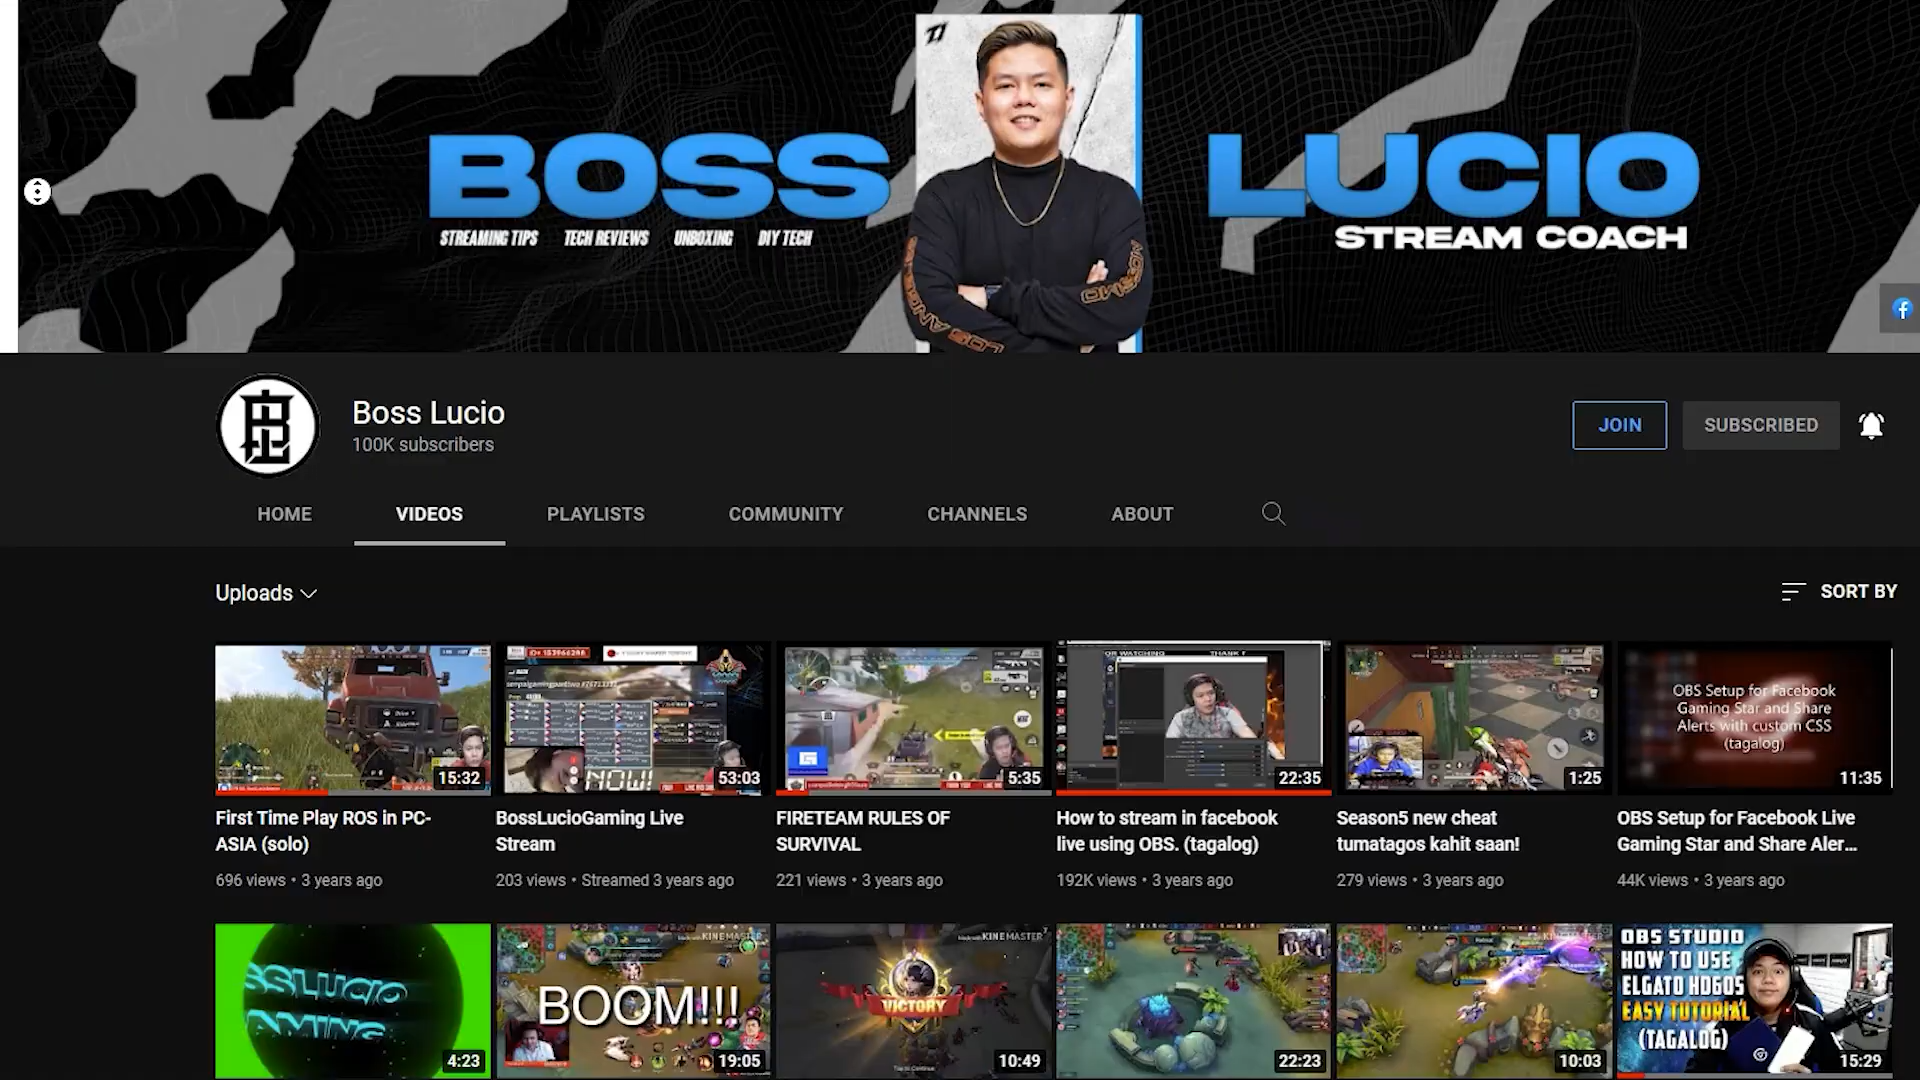 BOSS LUCIO
STREAMING TIPS TECH REVIEWS UNBOXING DIY TECH
STREAM COACH
Boss Lucio
100K subscribers
JOIN
SUBSCRIBED
HOME VIDEOS PLAYLISTS COMMUNITY CHANNELS ABOUT
Uploads
SORT BY
NOW!
OBS Setup for Facebook
Gaming Star and Share
Alerts with custom CSS
(tagalog)
15:32
53:03
5:35
22:35
1:25
11:35
First Time Play ROS in PC-
ASIA (solo)
696 views • 3 years ago
BossLucioGaming Live
Stream
203 views • Streamed 3 years ago
FIRETEAM RULES OF
SURVIVAL
221 views • 3 years ago
How to stream in facebook
live using OBS. (tagalog)
192K views • 3 years ago
Season5 new cheat
tumatagos kahit saan!
279 views • 3 years ago
OBS Setup for Facebook Live
Gaming Star and Share Aler...
44K views • 3 years ago
SSLUCIO
AMING
4:23
KINEMASTER
BOOM!!!
19:05
KINEMASTER
VICTORY
10:49
22:23
KINEMASTER
10:03
OBS STUDIO
HOW TO USE
ELGATO HD60S
EASY TUTORIAL
(TAGALOG)
15:29